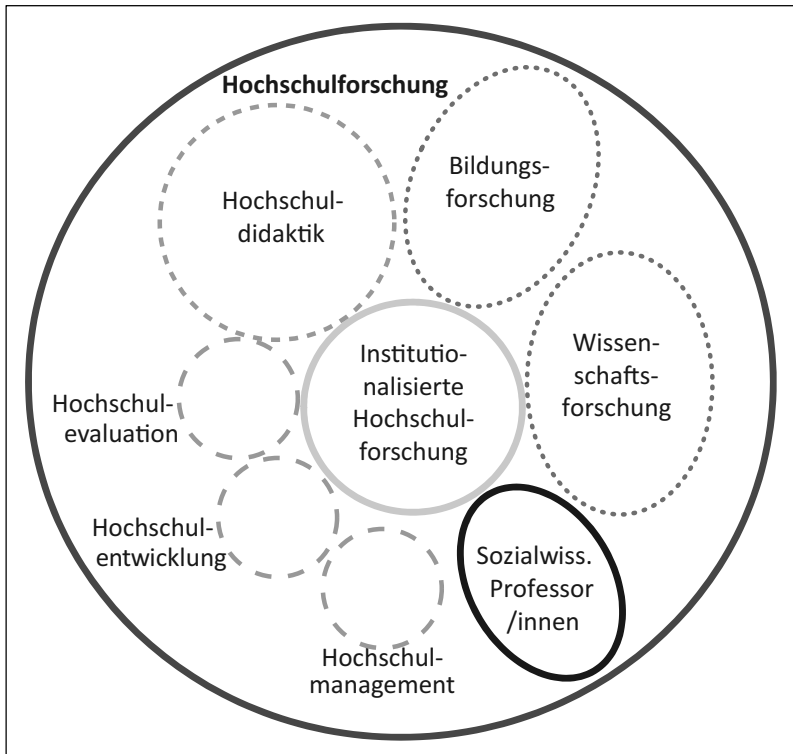 Hochschulforschung
Hochschul-
didaktik
Bildungs-
forschung
Institutio-
nalisierte
Hochschul-
forschung
Wissen-
schafts-
forschung
Hochschul-
evaluation
Hochschul-
entwicklung
Hochschul-
management
Sozialwiss.
Professor
/innen